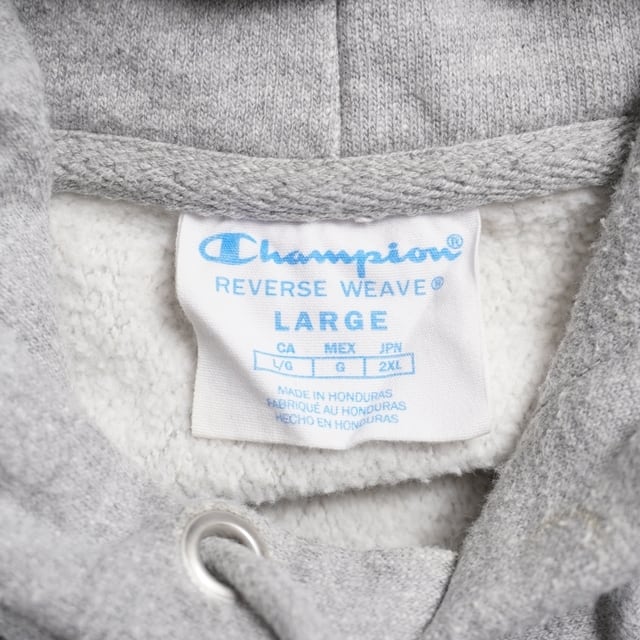 Champion®
REVERSE WEAVE®
LARGE
CA MEX JPN
L/G G 2XL
MADE IN HONDURAS
FABRIQUÉ AU HONDURAS
HECHO EN HONDURAS